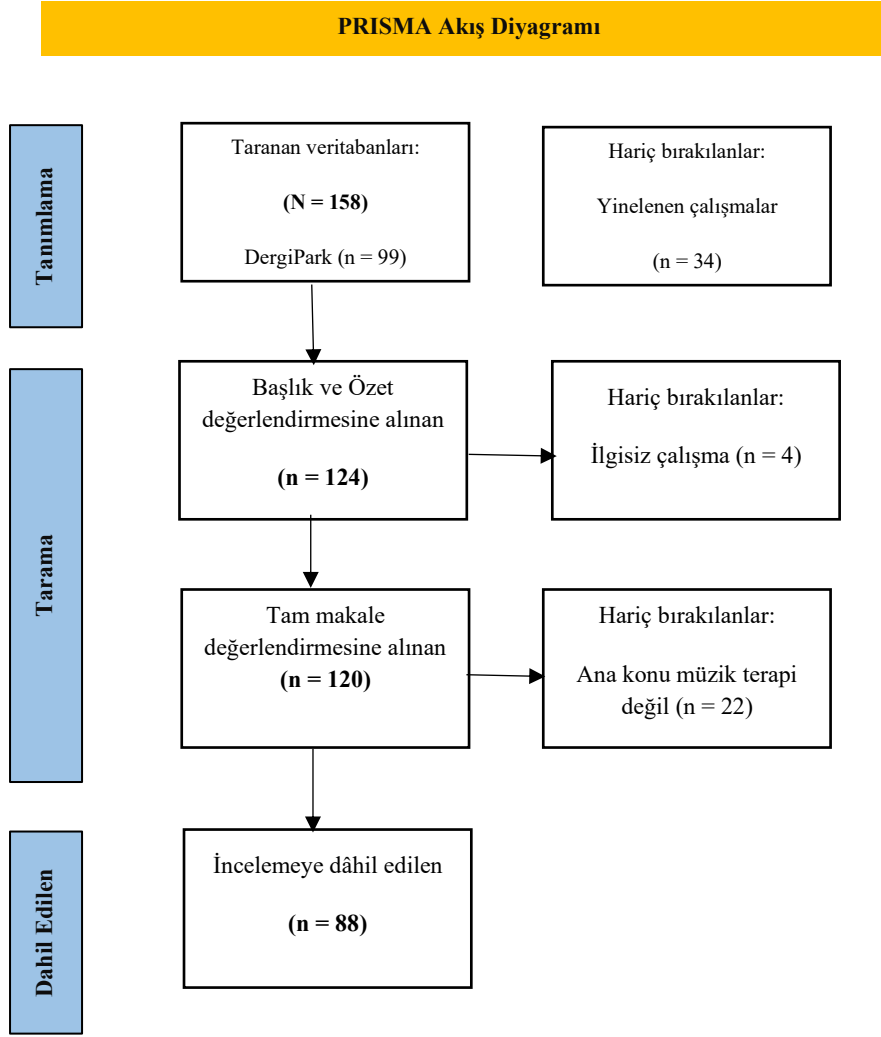 PRISMA Akış Diyagramı
Tanımlama
Taranan veritabanları:
(N = 158)
DergiPark (n = 99)
Hariç bırakılanlar:
Yinelenen çalışmalar
(n = 34)
Tarama
Başlık ve Özet
değerlendirmesine alınan
(n = 124)
Hariç bırakılanlar:
İlgisiz çalışma (n = 4)
Tam makale
değerlendirmesine alınan
(n = 120)
Hariç bırakılanlar:
Ana konu müzik terapi
değil (n = 22)
Dahil Edilen
İncelemeye dâhil edilen
(n = 88)